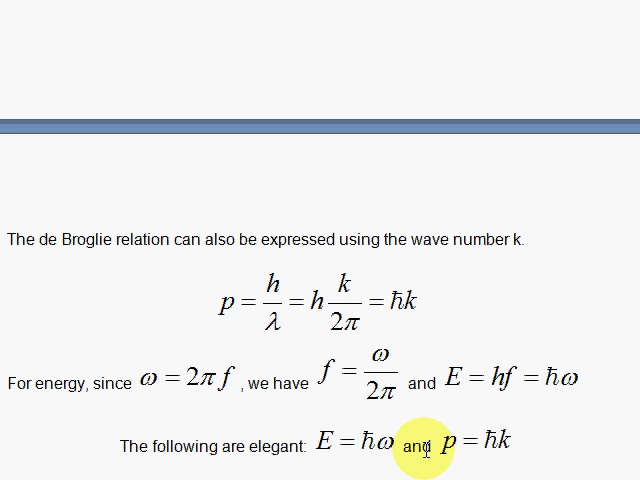 The de Broglie relation can also be expressed using the wave number k.
p = h/λ = h k/2π = ħk
For energy, since ω = 2πf , we have f = ω/2π and E = hf = ħω
The following are elegant: E = ħω and p = ħk